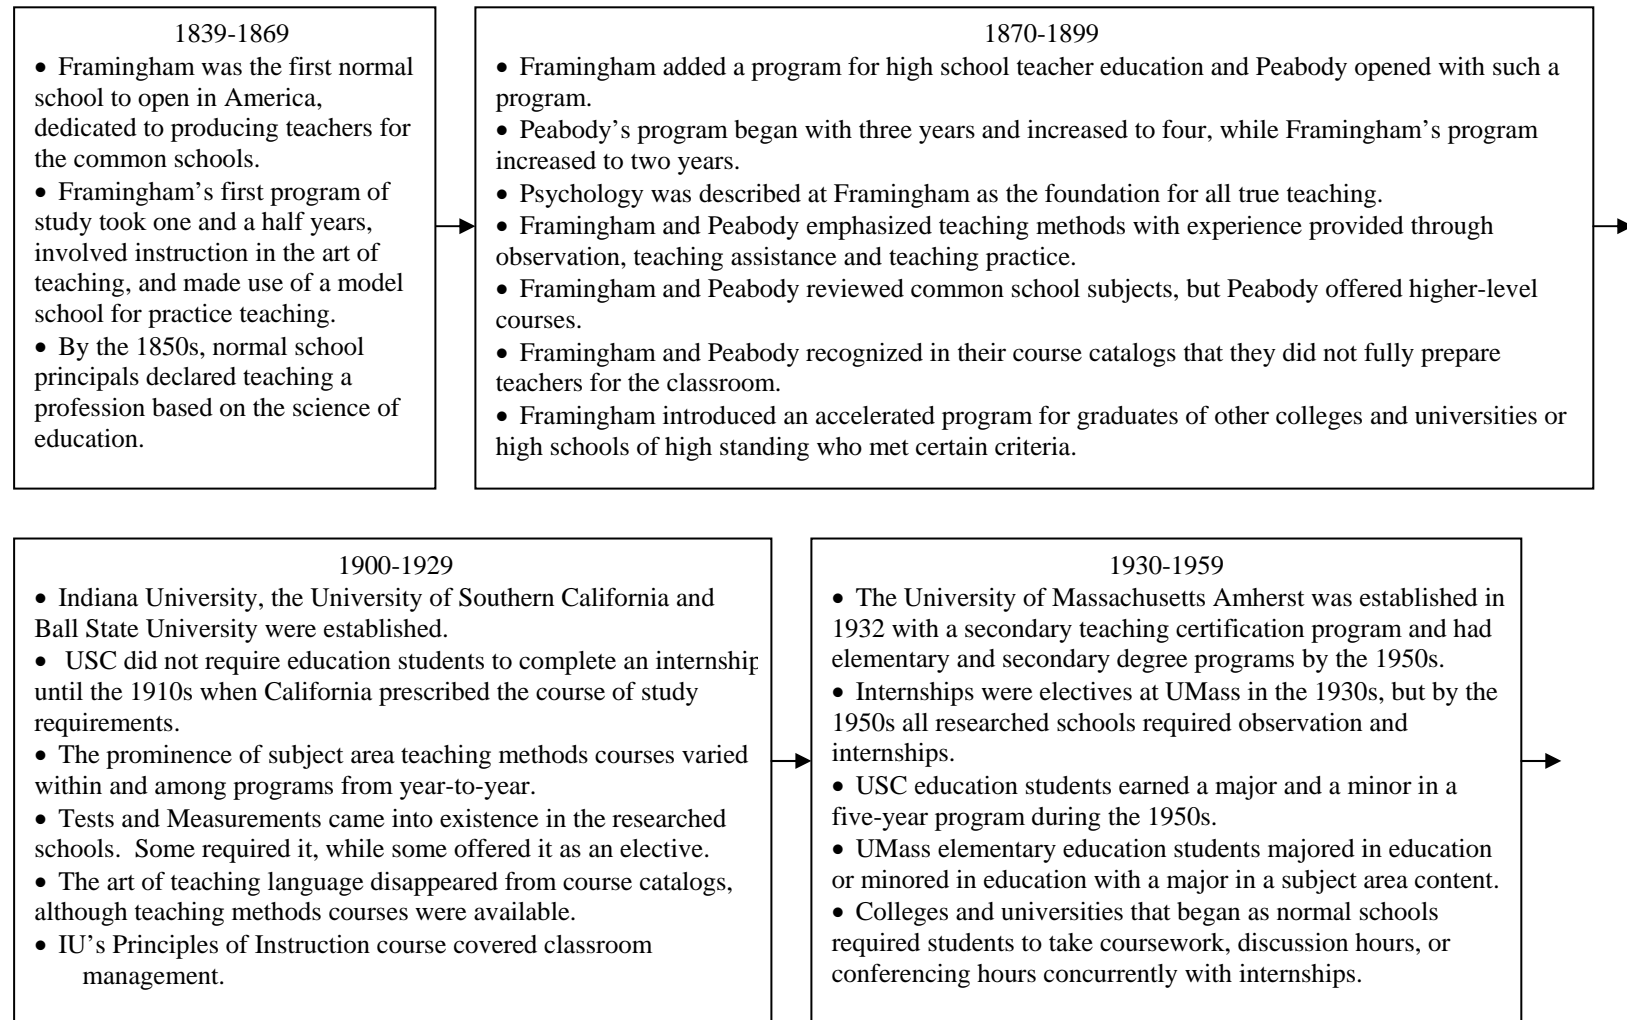 1839-1869
• Framingham was the first normal
school to open in America,
dedicated to producing teachers for
the common schools.
• Framingham’s first program of
study took one and a half years,
involved instruction in the art of
teaching, and made use of a model
school for practice teaching.
• By the 1850s, normal school
principals declared teaching a
profession based on the science of
education.
1870-1899
• Framingham added a program for high school teacher education and Peabody opened with such a
program.
• Peabody’s program began with three years and increased to four, while Framingham’s program
increased to two years.
• Psychology was described at Framingham as the foundation for all true teaching.
• Framingham and Peabody emphasized teaching methods with experience provided through
observation, teaching assistance and teaching practice.
• Framingham and Peabody reviewed common school subjects, but Peabody offered higher-level
courses.
• Framingham and Peabody recognized in their course catalogs that they did not fully prepare
teachers for the classroom.
• Framingham introduced an accelerated program for graduates of other colleges and universities or
high schools of high standing who met certain criteria.
1900-1929
• Indiana University, the University of Southern California and
Ball State University were established.
• USC did not require education students to complete an internship
until the 1910s when California prescribed the course of study
requirements.
• The prominence of subject area teaching methods courses varied
within and among programs from year-to-year.
• Tests and Measurements came into existence in the researched
schools. Some required it, while some offered it as an elective.
• The art of teaching language disappeared from course catalogs,
although teaching methods courses were available.
• IU’s Principles of Instruction course covered classroom
management.
1930-1959
• The University of Massachusetts Amherst was established in
1932 with a secondary teaching certification program and had
elementary and secondary degree programs by the 1950s.
• Internships were electives at UMass in the 1930s, but by the
1950s all researched schools required observation and
internships.
• USC education students earned a major and a minor in a
five-year program during the 1950s.
• UMass elementary education students majored in education
or minored in education with a major in a subject area content.
• Colleges and universities that began as normal schools
required students to take coursework, discussion hours, or
conferencing hours concurrently with internships.